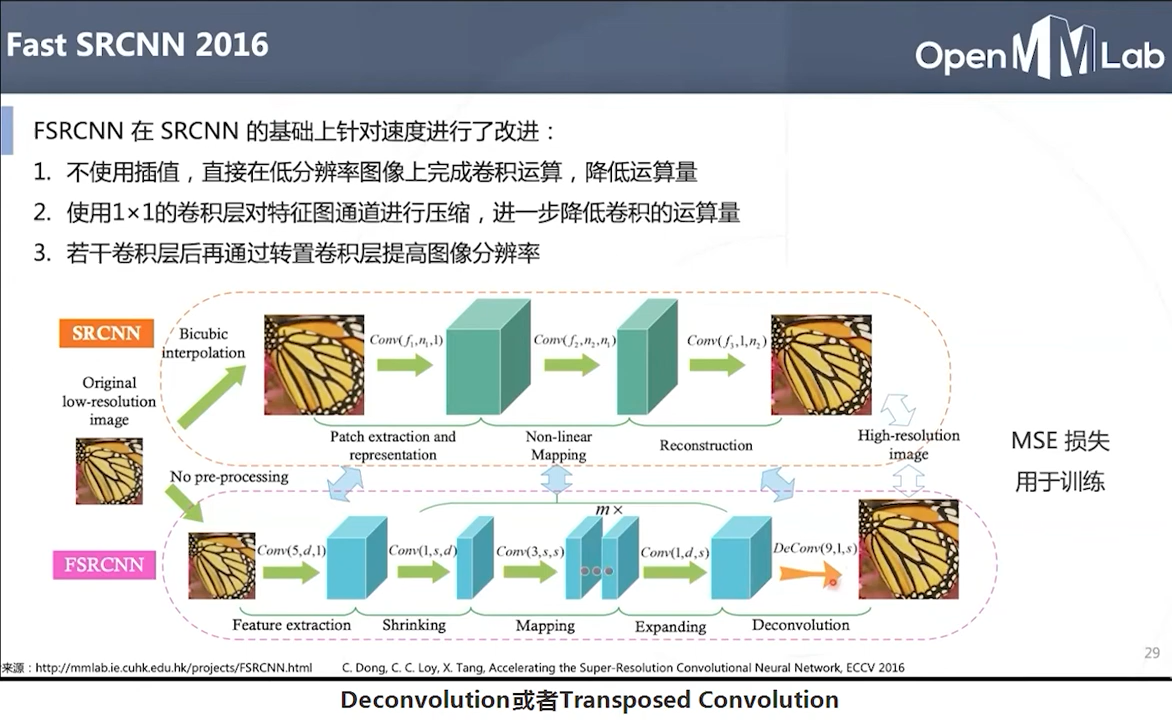 Fast SRCNN 2016
OpenMMLab
FSRCNN 在 SRCNN 的基础上针对速度进行了改进：
1. 不使用插值，直接在低分辨率图像上完成卷积运算，降低运算量
2. 使用1×1的卷积层对特征图通道进行压缩，进一步降低卷积的运算量
3. 若干卷积层后再通过转置卷积层提高图像分辨率
SRCNN
Bicubic
interpolation
Original
low-resolution
image
Conv(f₁,n₁,1)
Conv(f₂,n₂,n₁)
Conv(f₃,1,n₂)
Patch extraction and
representation
Non-linear
Mapping
Reconstruction
High-resolution
image
MSE 损失
用于训练
No pre-processing
m×
FSRCNN
Conv(5,d,1)
Conv(1,s,d)
Conv(3,s,s)
Conv(1,d,s)
DeConv(9,1,s)
Feature extraction
Shrinking
Mapping
Expanding
Deconvolution
来源：http://mmlab.ie.cuhk.edu.hk/projects/FSRCNN.html
C. Dong, C. C. Loy, X. Tang, Accelerating the Super-Resolution Convolutional Neural Network, ECCV 2016
29
Deconvolution或者Transposed Convolution